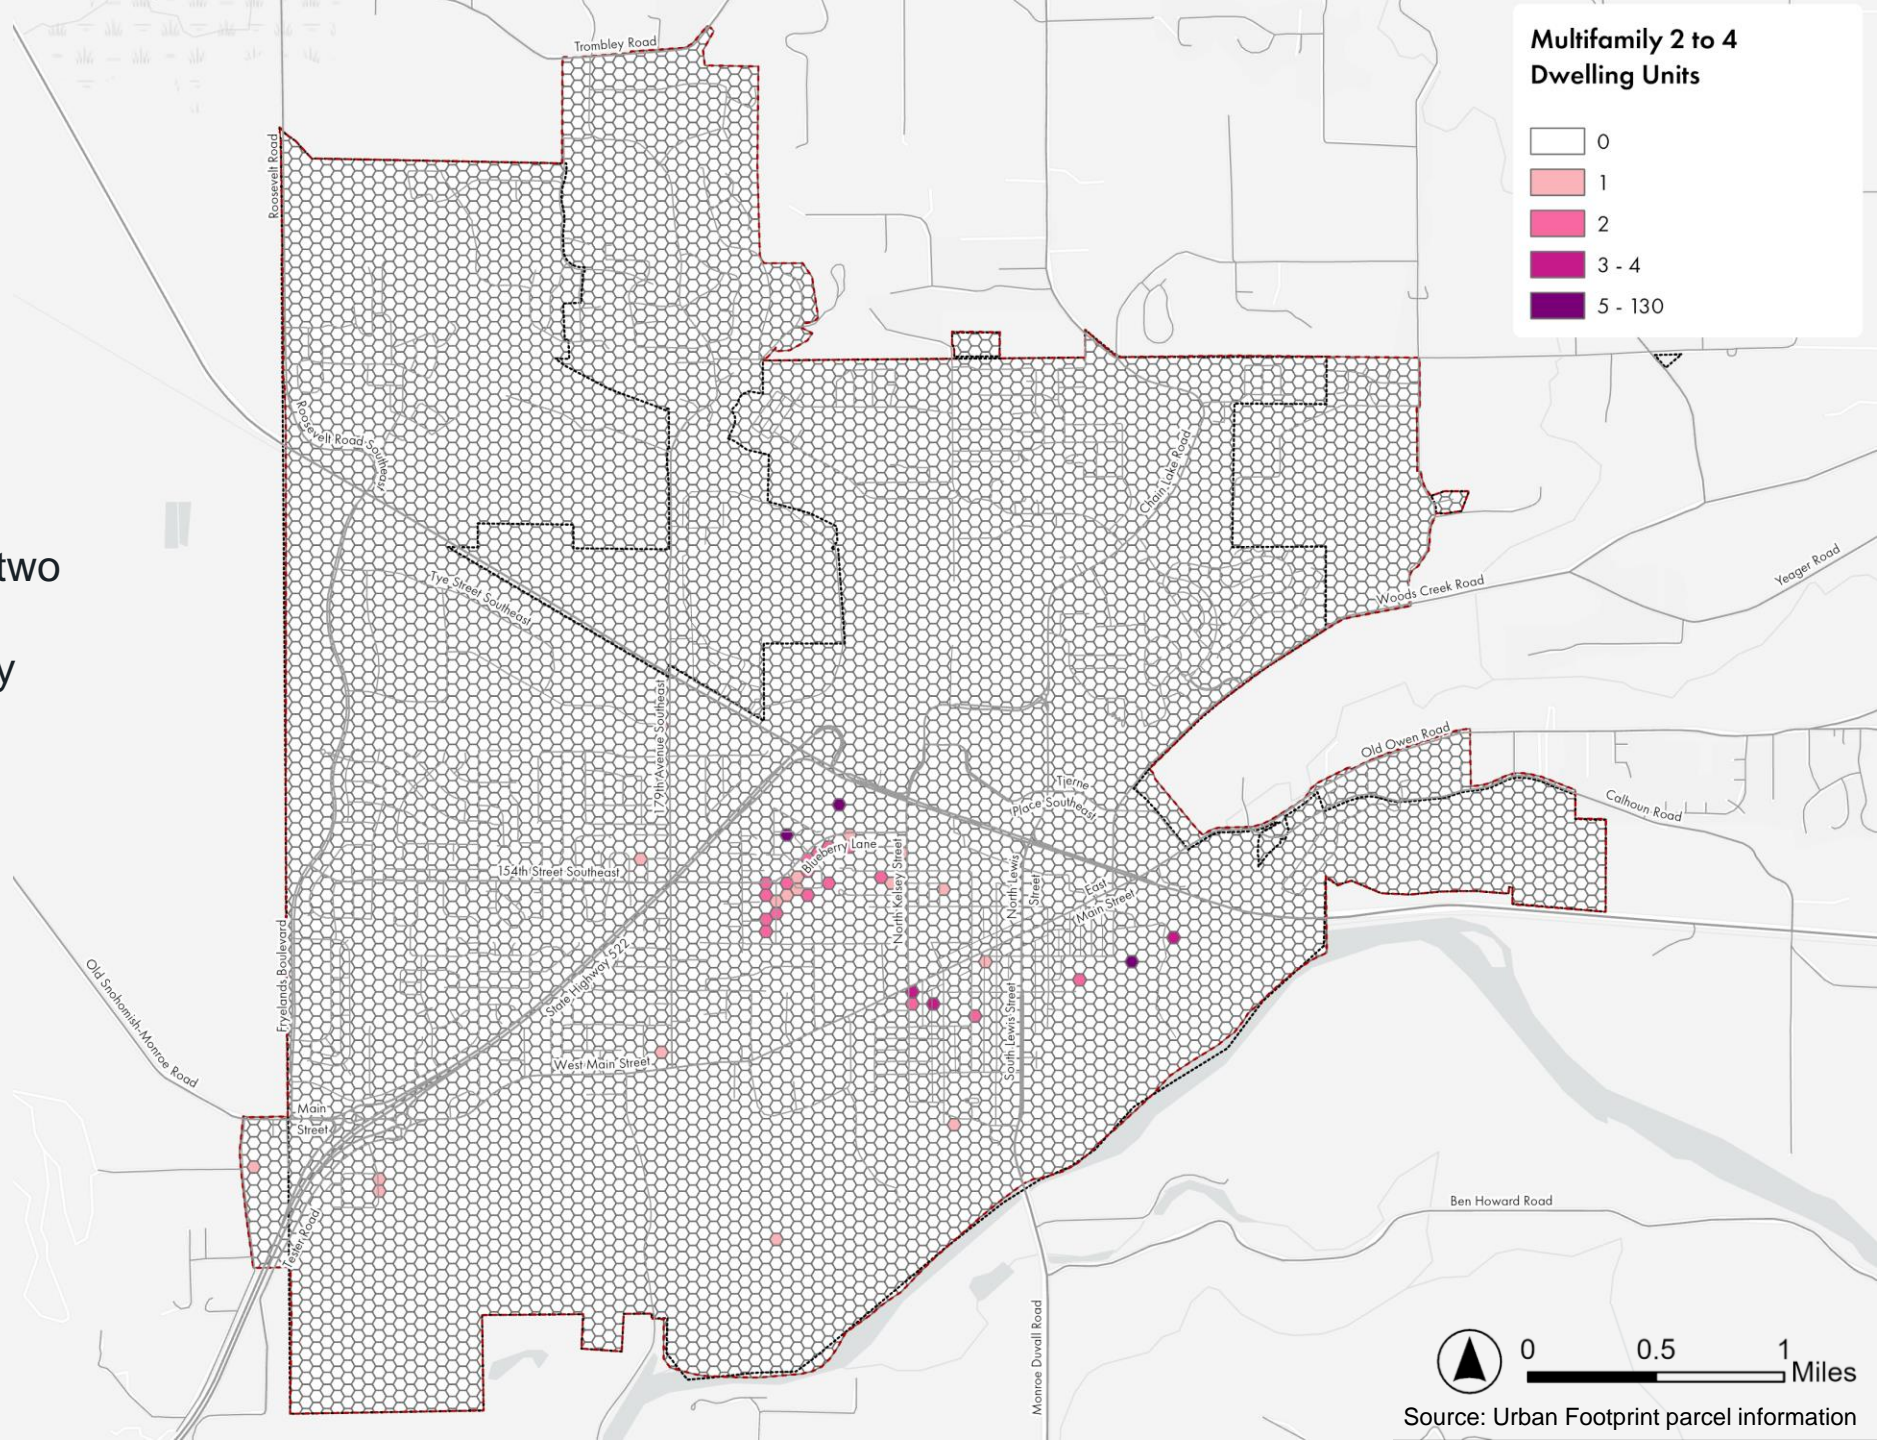 Multifamily 2 to 4
Dwelling Units
0
1
2
3 - 4
5 - 130
Trombley Road
Roosevelt Road
Roosevelt Road Southeast
Chain Lake Road
two
y
Tye Street Southeast
Woods Creek Road
Yeager Road
179th Avenue Southeast
Old Owen Road
Tjerne
Place Southeast
Calhoun Road
Blueberry Lane
154th Street Southeast
North Kelsey Street
North Lewis
Street
East
Main Street
Fryelands Boulevard
State Highway 522
Old Snohomish-Monroe Road
West Main Street
South Lewis Street
Main
Street
Tester Road
Ben Howard Road
Monroe Duvall Road
0 0.5 1
Miles
Source: Urban Footprint parcel information